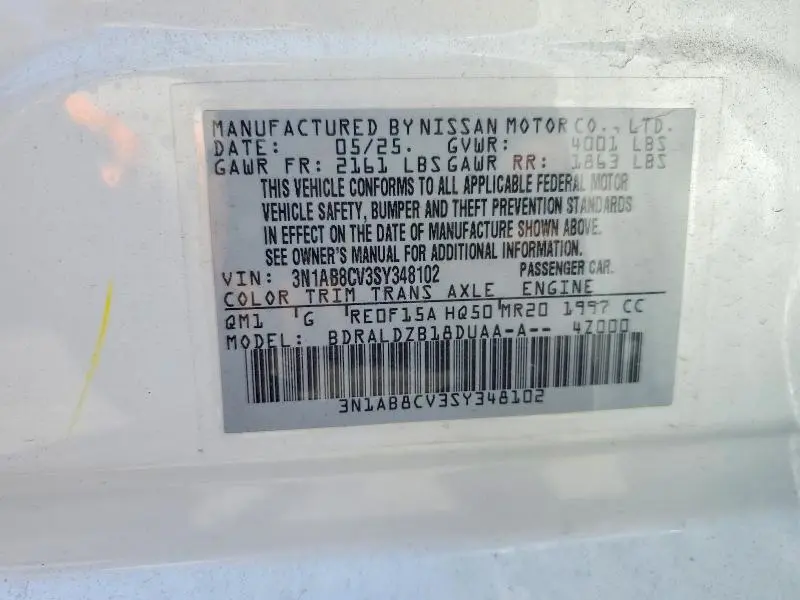 MANUFACTURED BY NISSAN MOTOR CO., LTD.
DATE: 05/25. GVWR: 4001 LBS
GAWR FR: 2161 LBS GAWR RR: 1863 LBS
THIS VEHICLE CONFORMS TO ALL APPLICABLE FEDERAL MOTOR
VEHICLE SAFETY, BUMPER AND THEFT PREVENTION STANDARDS
IN EFFECT ON THE DATE OF MANUFACTURE SHOWN ABOVE.
SEE OWNER'S MANUAL FOR ADDITIONAL INFORMATION.
VIN: 3N1AB8CV3SY348102 PASSENGER CAR.
COLOR TRIM TRANS AXLE ENGINE
QM1 'G 'RE0F15A HQ50'MR20 1997 CC
MODEL: BDRALDZB18DUAA-A-- 4Z000
3N1AB8CV3SY348102